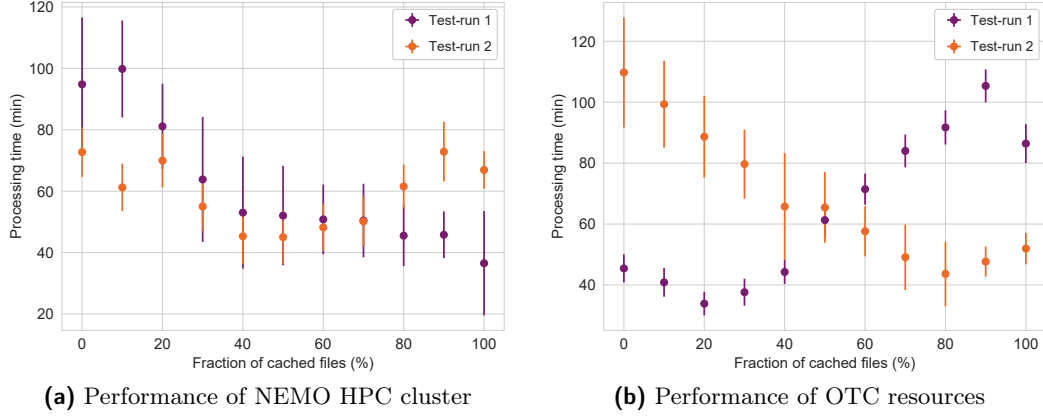 120
100
80
60
40
20
Processing time (min)
0
20
40
60
80
100
Fraction of cached files (%)
Test-run 1
Test-run 2
(a) Performance of NEMO HPC cluster
120
100
80
60
40
Processing time (min)
0
20
40
60
80
100
Fraction of cached files (%)
Test-run 1
Test-run 2
(b) Performance of OTC resources